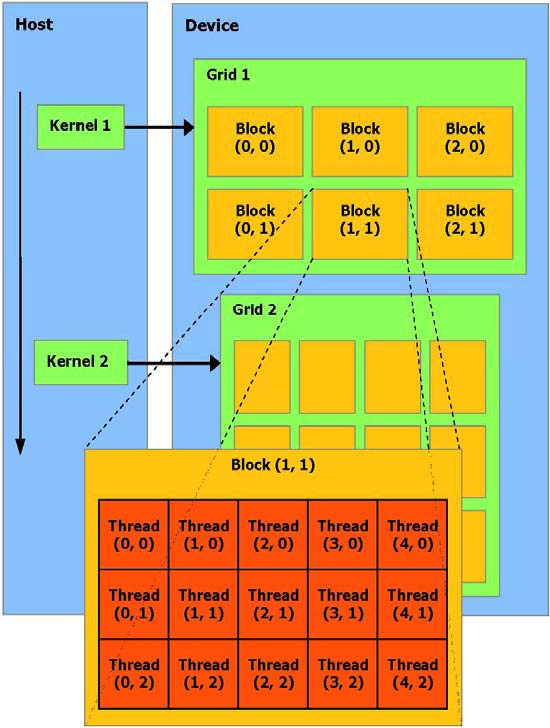 Host
Device
Grid 1
Kernel 1
Block
(0, 0)
Block
(1, 0)
Block
(2, 0)
Block
(0, 1)
Block
(1, 1)
Block
(2, 1)
Grid 2
Kernel 2
Block (1, 1)
Thread
(0, 0)
Thread
(1, 0)
Thread
(2, 0)
Thread
(3, 0)
Thread
(4, 0)
Thread
(0, 1)
Thread
(1, 1)
Thread
(2, 1)
Thread
(3, 1)
Thread
(4, 1)
Thread
(0, 2)
Thread
(1, 2)
Thread
(2, 2)
Thread
(3, 2)
Thread
(4, 2)